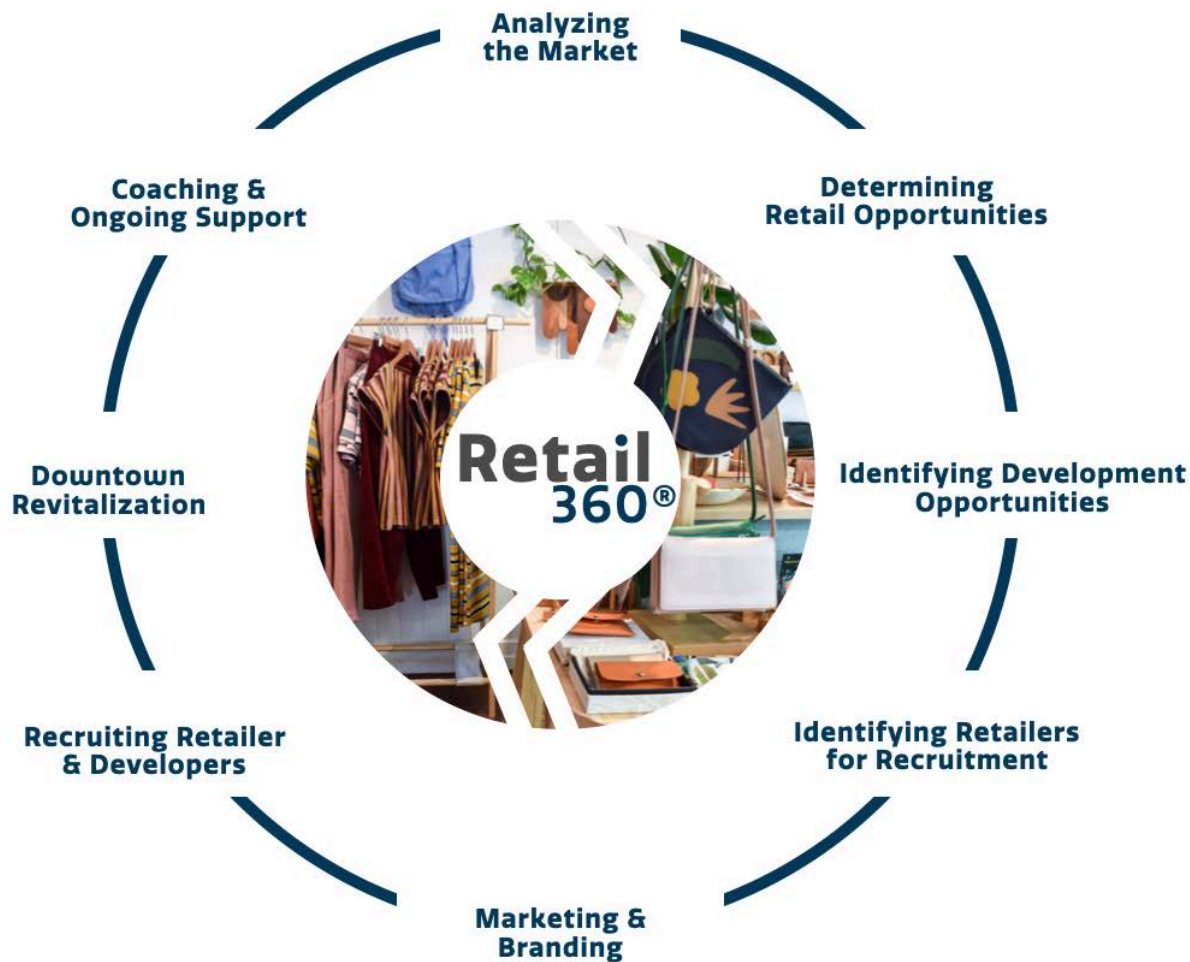 Analyzing
the Market
Determining
Retail Opportunities
Identifying Development
Opportunities
Identifying Retailers
for Recruitment
Marketing &
Branding
Recruiting Retailer
& Developers
Downtown
Revitalization
Coaching &
Ongoing Support
Retail
360®